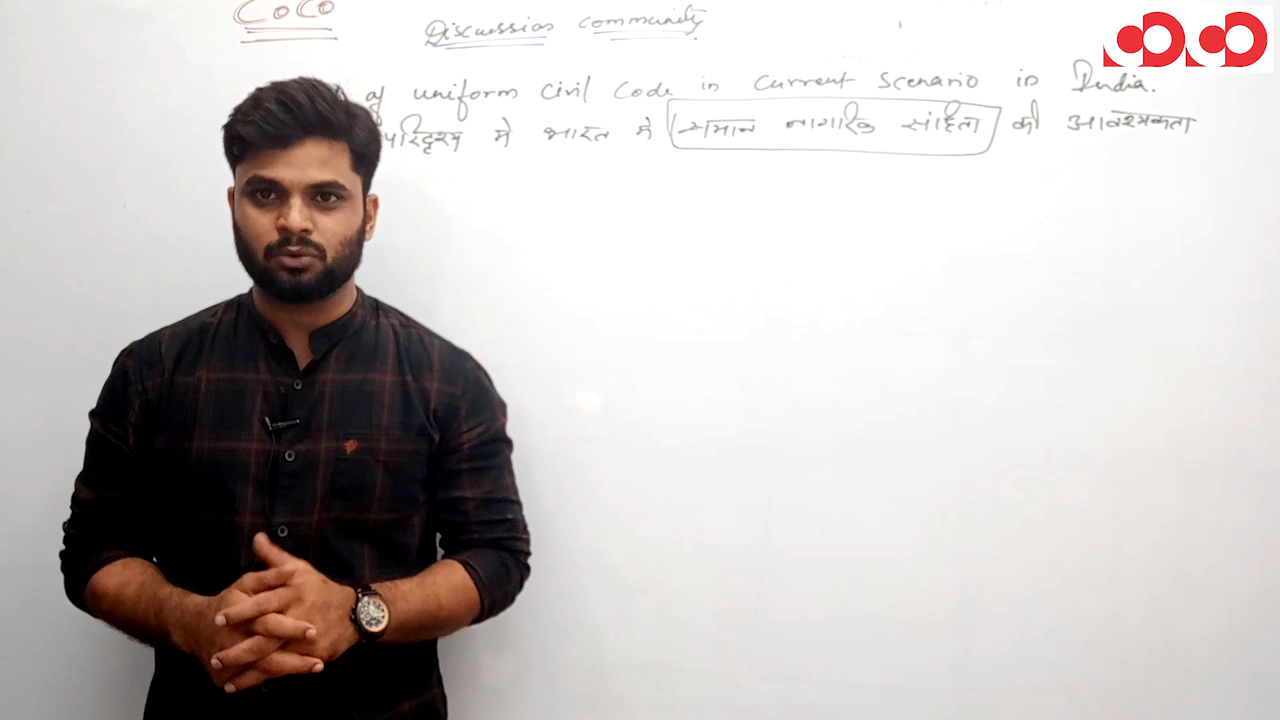 CoCo
Discussion community
of uniform Civil Code in Current Scenario in India.
परिदृश्य मे भारत मे समान नागरिक संहिता की आवश्यकता